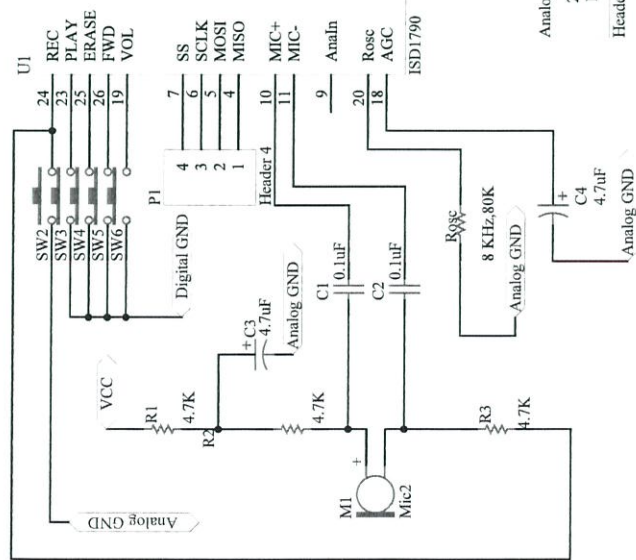 U1
24 REC
23 PLAY
25 ERASE
26 FWD
19 VOL
SW2
SW3
SW4
SW5
SW6
Digital GND
P1
4 7 SS
3 6 SCLK
2 5 MOSI
1 4 MISO
Header 4
10 MIC+
11 MIC-
9 AnaIn
20 Rosc
18 AGC
ISD1790
VCC
R1
4.7K
R2
+ C3
4.7uF
Analog GND
4.7K
C1 0.1uF
C2 0.1uF
M1
+
Mic2
R3
4.7K
Analog GND
Rosc
8 KHz,80K
Analog GND
+
C4
4.7uF
Analog GND
Analo
2
1
Heade